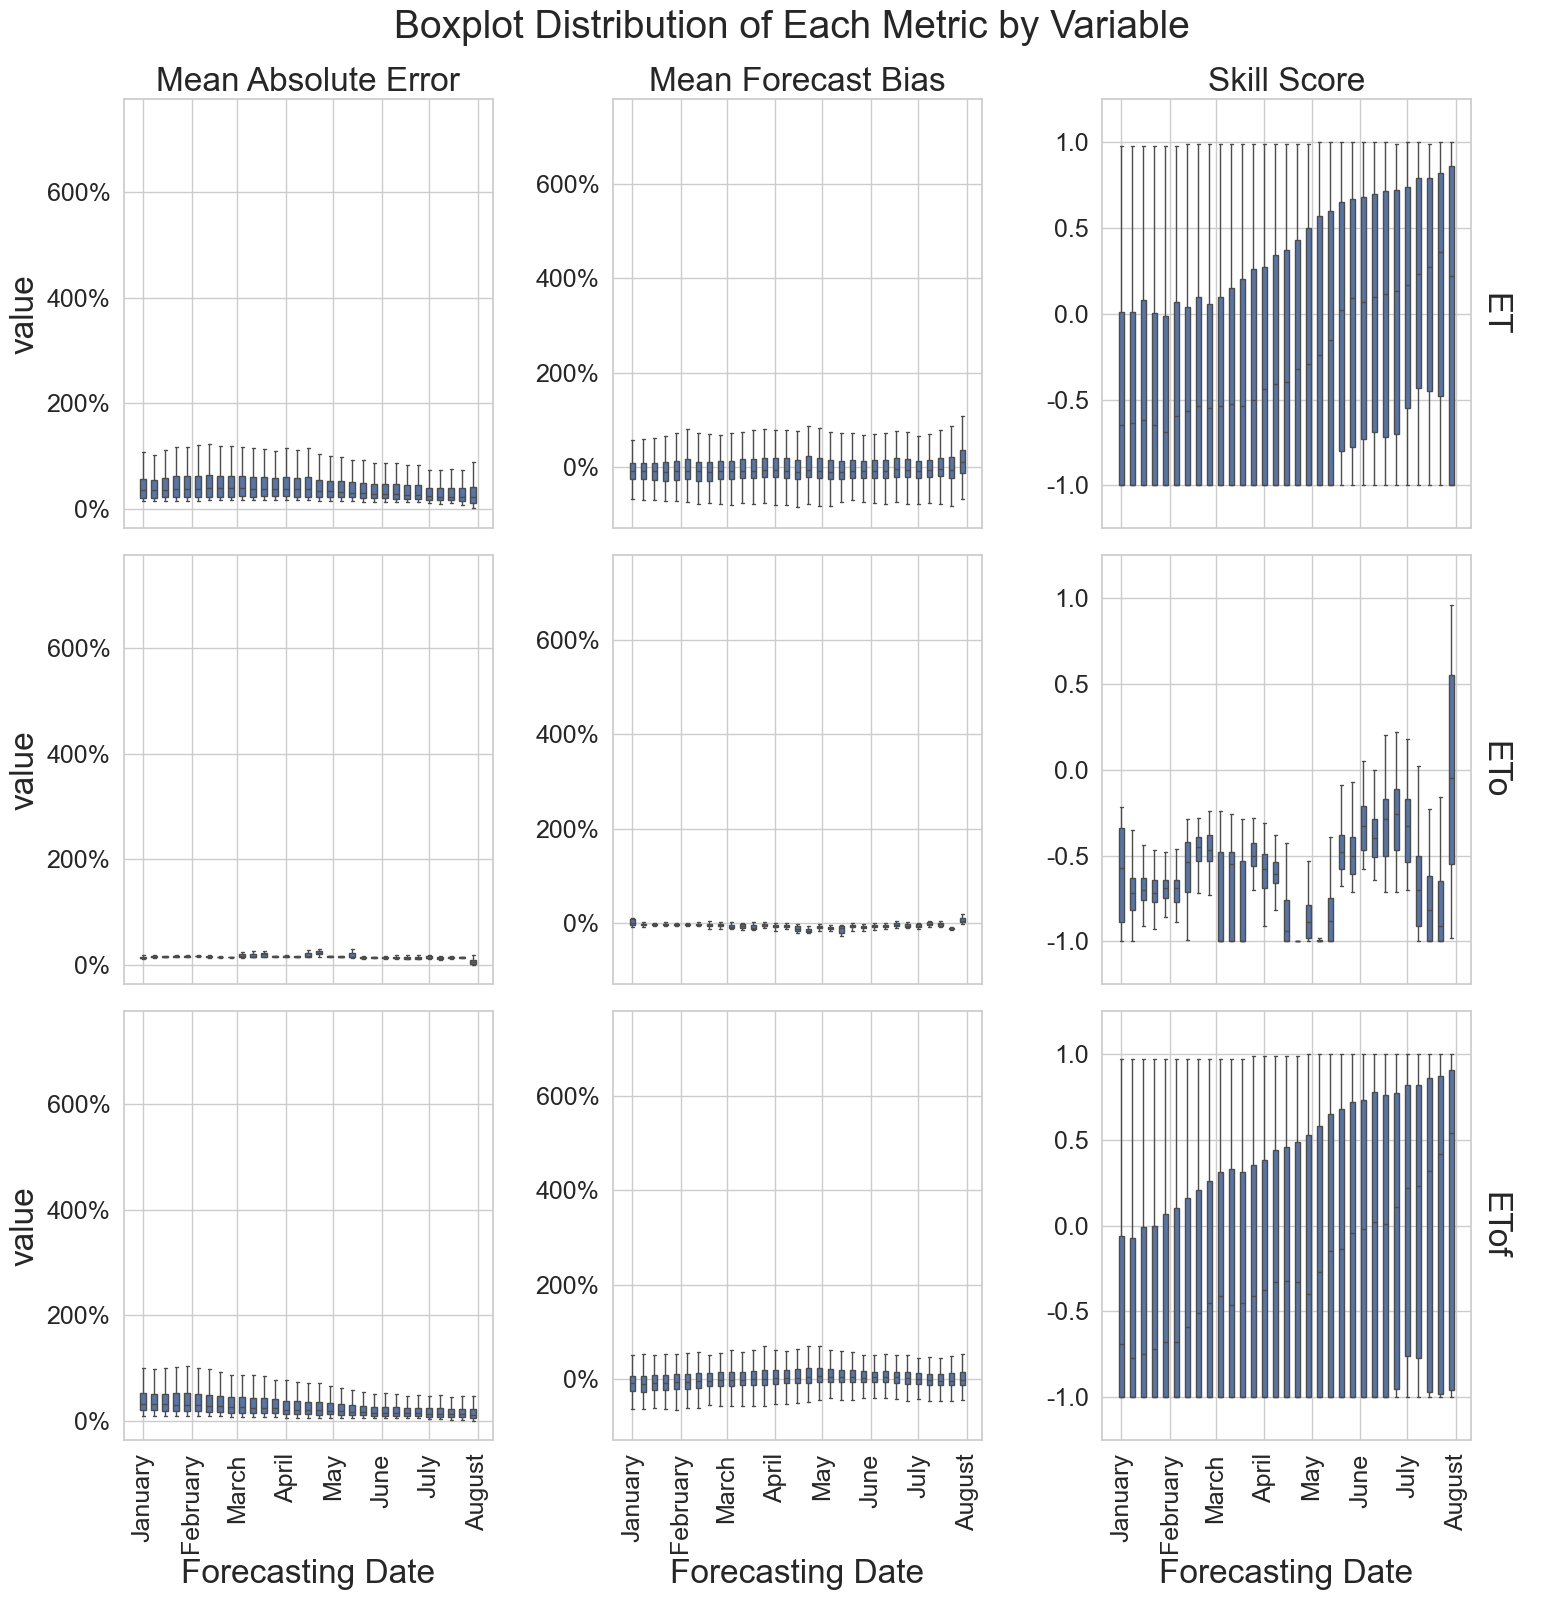 Boxplot Distribution of Each Metric by Variable
Mean Absolute Error
Mean Forecast Bias
Skill Score
value
600%
400%
200%
0%
600%
400%
200%
0%
1.0
0.5
0.0
-0.5
-1.0
ET
value
600%
400%
200%
0%
600%
400%
200%
0%
1.0
0.5
0.0
-0.5
-1.0
ETo
value
600%
400%
200%
0%
600%
400%
200%
0%
1.0
0.5
0.0
-0.5
-1.0
ETof
January
February
March
April
May
June
July
August
January
February
March
April
May
June
July
August
January
February
March
April
May
June
July
August
Forecasting Date
Forecasting Date
Forecasting Date